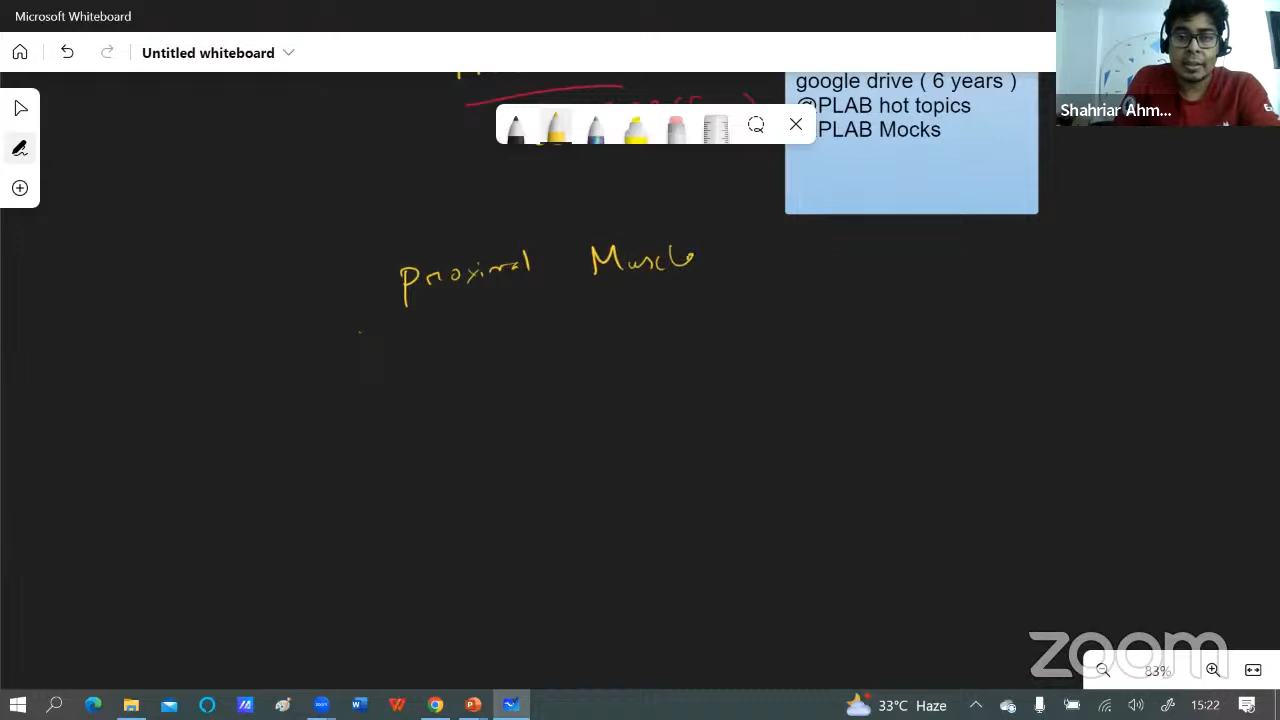 Microsoft Whiteboard
Untitled whiteboard
google drive ( 6 years )
@PLAB hot topics
PLAB Mocks
Shahriar Ahm...
Proximal Muscle
zoom
83%
33°C Haze
15:22